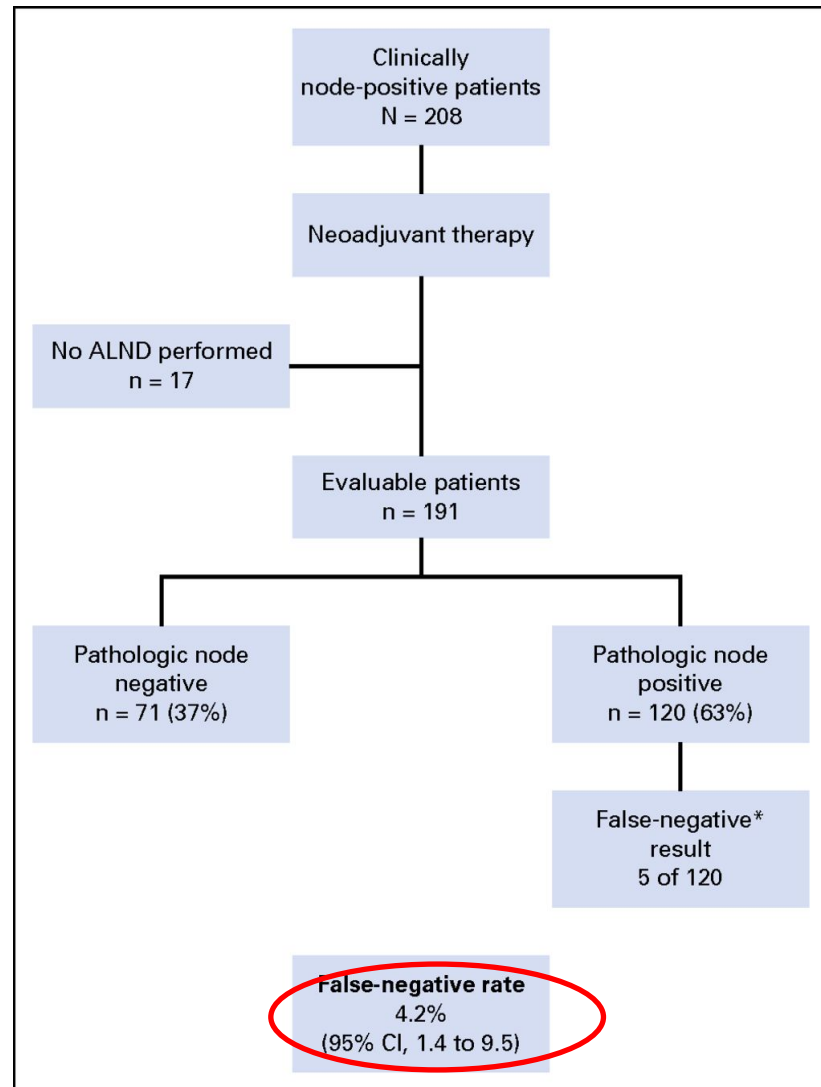 Clinically
node-positive patients
N = 208
Neoadjuvant therapy
No ALND performed
n = 17
Evaluable patients
n = 191
Pathologic node
negative
n = 71 (37%)
Pathologic node
positive
n = 120 (63%)
False-negative*
result
5 of 120
False-negative rate
4.2%
(95% CI, 1.4 to 9.5)